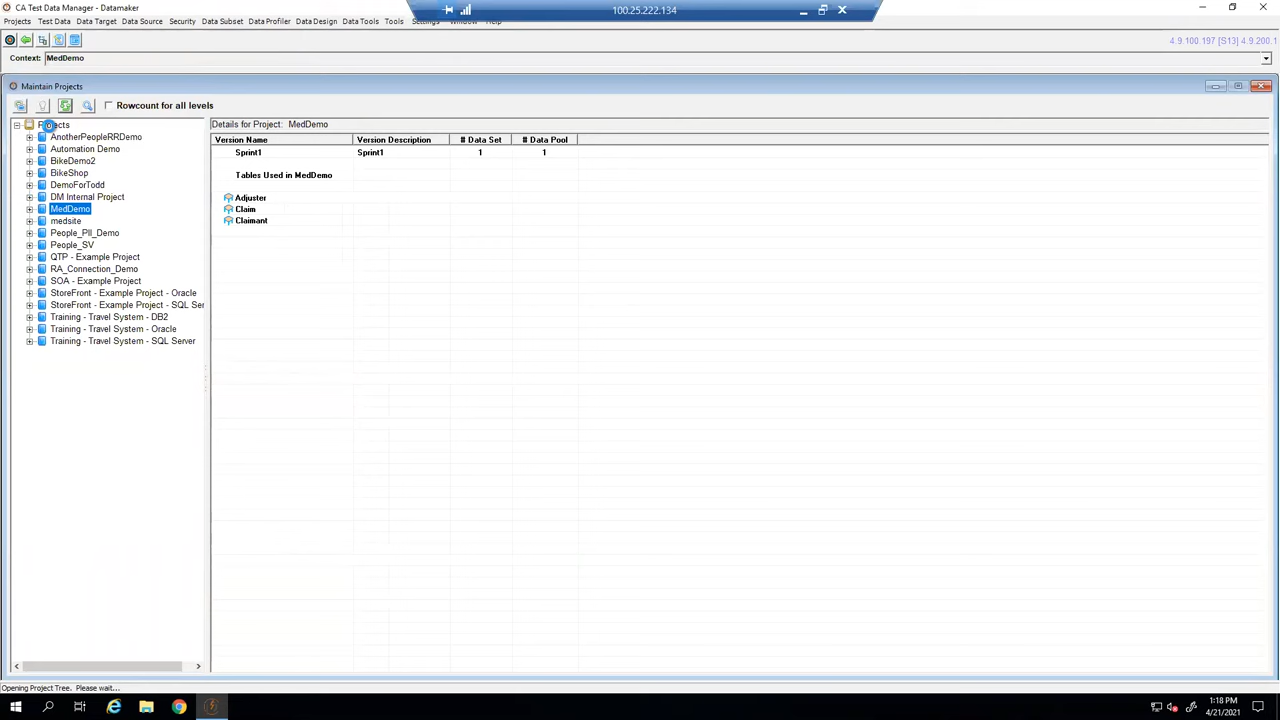 CA Test Data Manager - Datamaker
100.25.222.134
Projects Test Data Data Target Data Source Security Data Subset Data Profiler Data Design Data Tools Tools Settings Window Help
4.9.100.197 [S13] 4.9.200.1
Context: MedDemo
Maintain Projects
Rowcount for all levels
Projects
AnotherPeopleRRDemo
Automation Demo
BikeDemo2
BikeShop
DemoForTodd
DM Internal Project
MedDemo
medsite
People_PII_Demo
People_SV
QTP - Example Project
RA_Connection_Demo
SOA - Example Project
StoreFront - Example Project - Oracle
StoreFront - Example Project - SQL Ser
Training - Travel System - DB2
Training - Travel System - Oracle
Training - Travel System - SQL Server
Details for Project: MedDemo
Version Name Version Description # Data Set # Data Pool
Sprint1 Sprint1 1 1
Tables Used in MedDemo
Adjuster
Claim
Claimant
Opening Project Tree. Please wait...
1:18 PM
4/21/2021